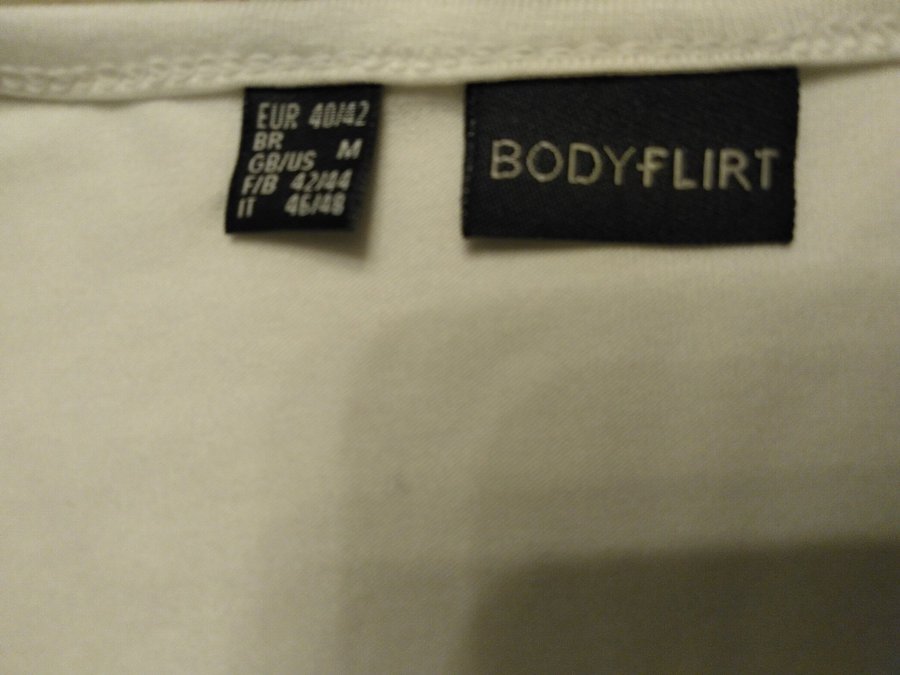 EUR 40/42
BR
GB/US M
F/B 42/44
IT 46/48
BODYFLIRT